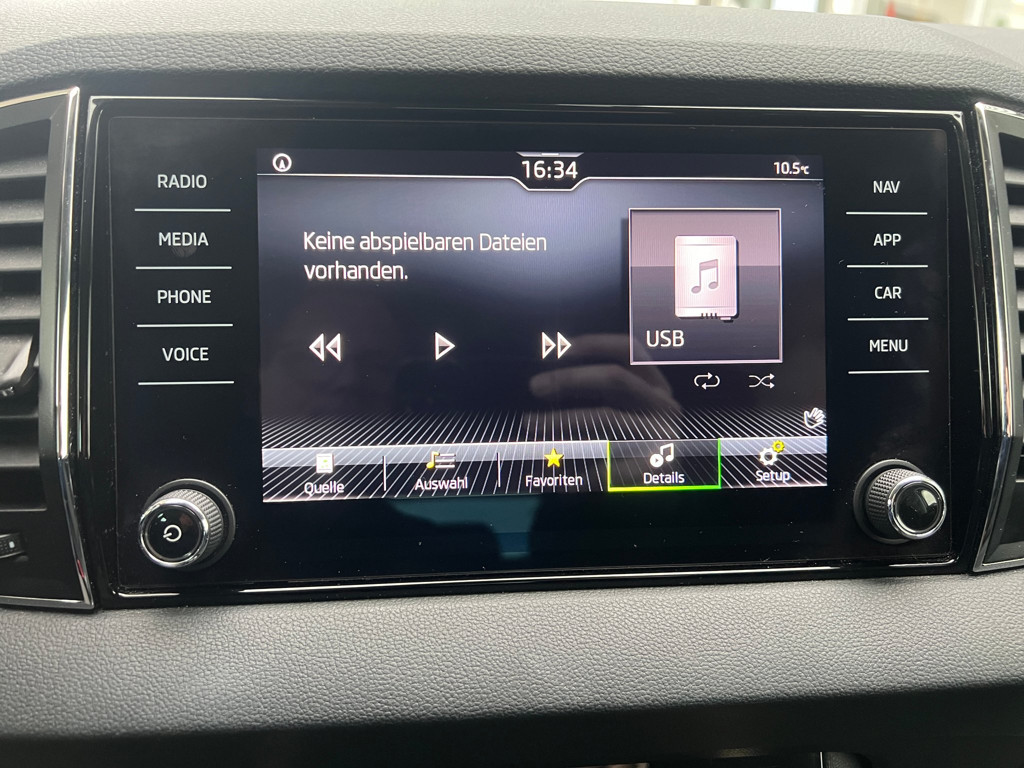 RADIO
MEDIA
PHONE
VOICE
16:34
10.5°C
Keine abspielbaren Dateien
vorhanden.
USB
Quelle
Auswahl
Favoriten
Details
Setup
NAV
APP
CAR
MENU